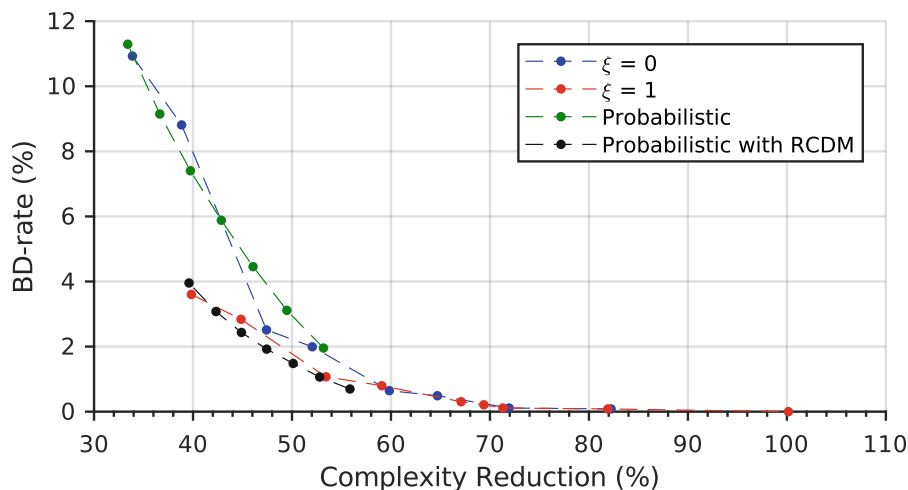 12
10
8
6
4
2
0
BD-rate (%)
ξ = 0
ξ = 1
Probabilistic
Probabilistic with RCDM
30 40 50 60 70 80 90 100 110
Complexity Reduction (%)